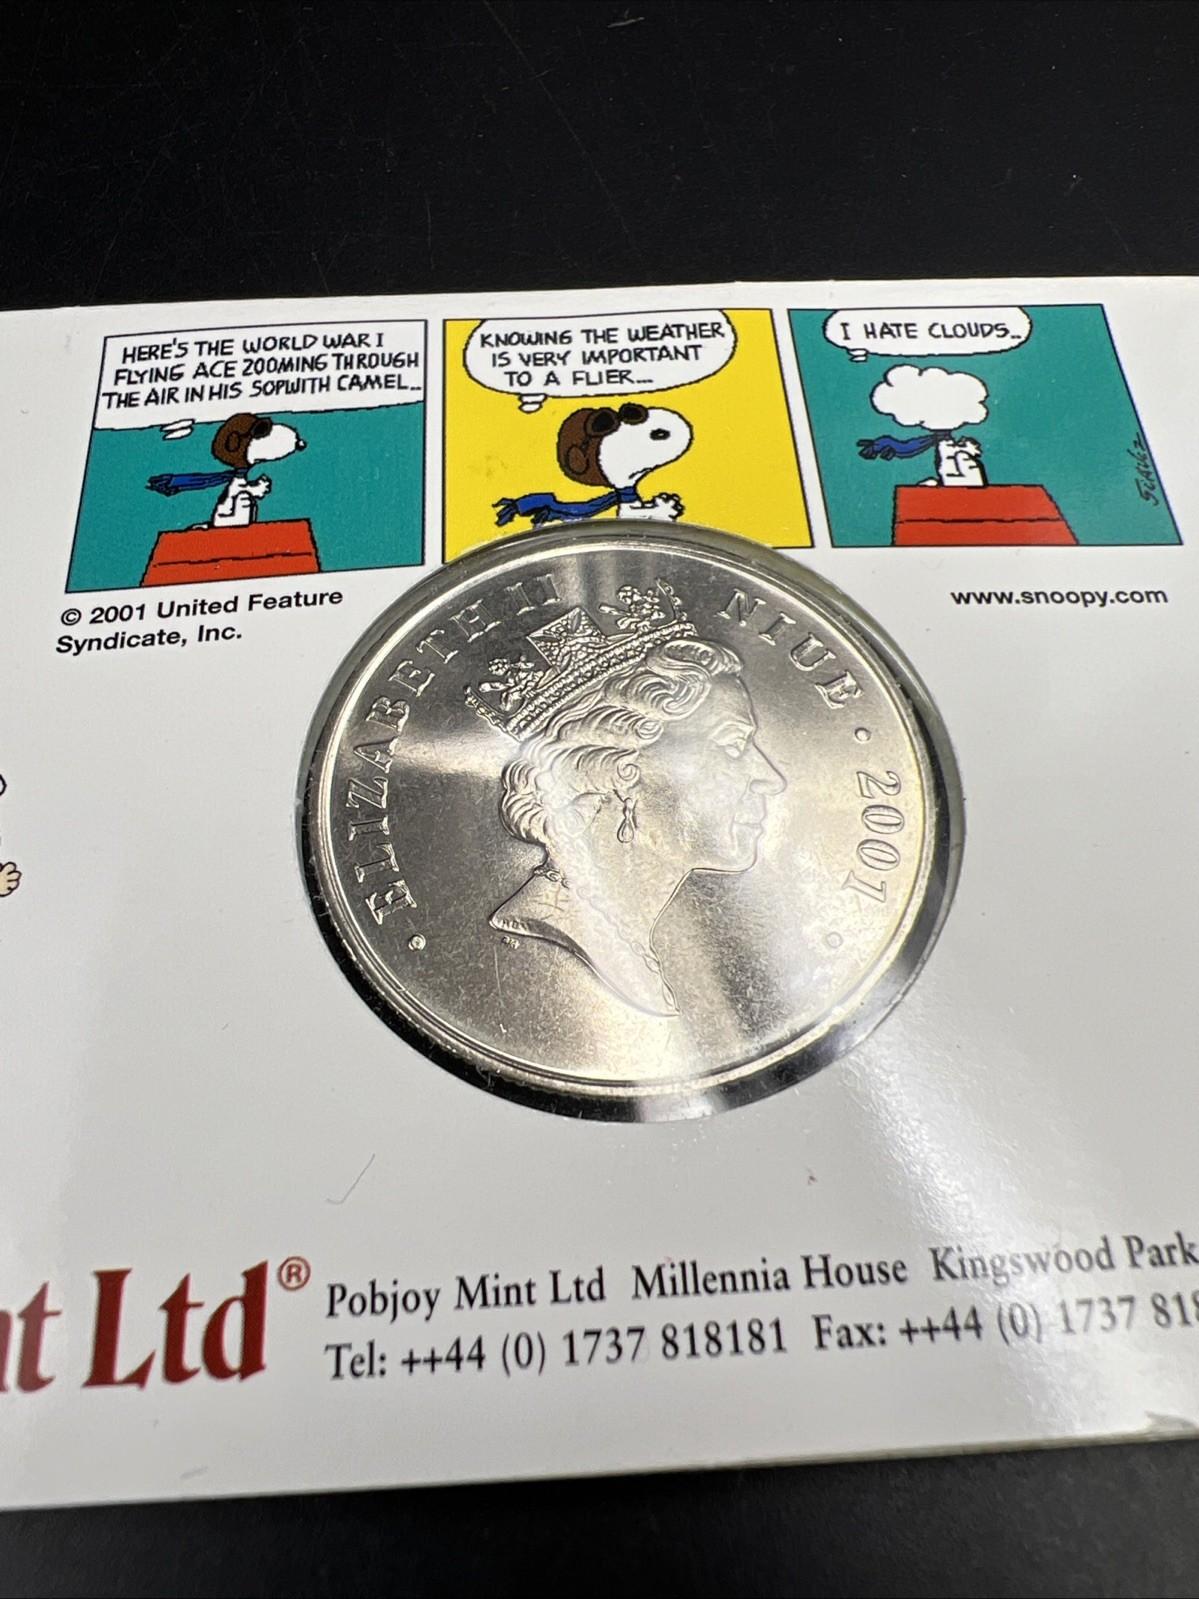 HERE'S THE WORLD WAR I
FLYING ACE ZOOMING THROUGH
THE AIR IN HIS SOPWITH CAMEL..
KNOWING THE WEATHER
IS VERY IMPORTANT
TO A FLIER...
I HATE CLOUDS..
SCHULZ
© 2001 United Feature
Syndicate, Inc.
www.snoopy.com
· ELIZABETH II NIUE · 2001 ·
t Ltd®
Pobjoy Mint Ltd Millennia House Kingswood Park
Tel: ++44 (0) 1737 818181 Fax: ++44 (0) 1737 818